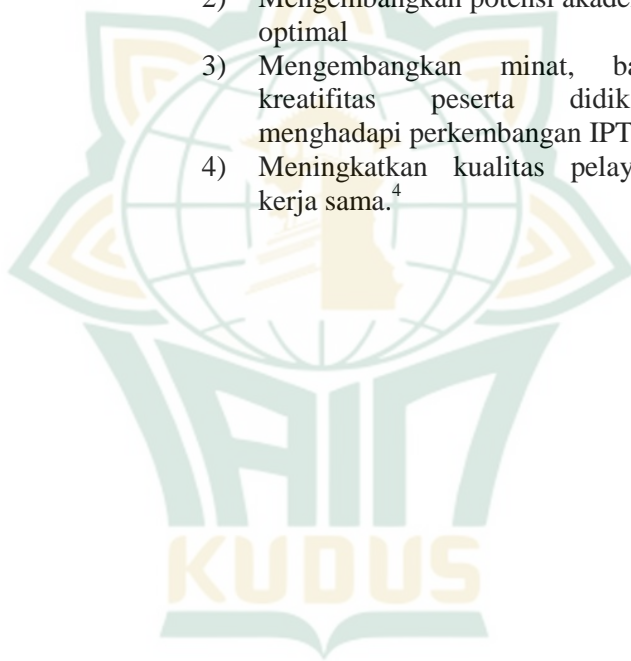 2) Mengembangkan potensi akade
optimal
3) Mengembangkan minat, ba
kreatifitas peserta didik
menghadapi perkembangan IPT
4) Meningkatkan kualitas pelay
kerja sama.4
IAIN
KUDUS